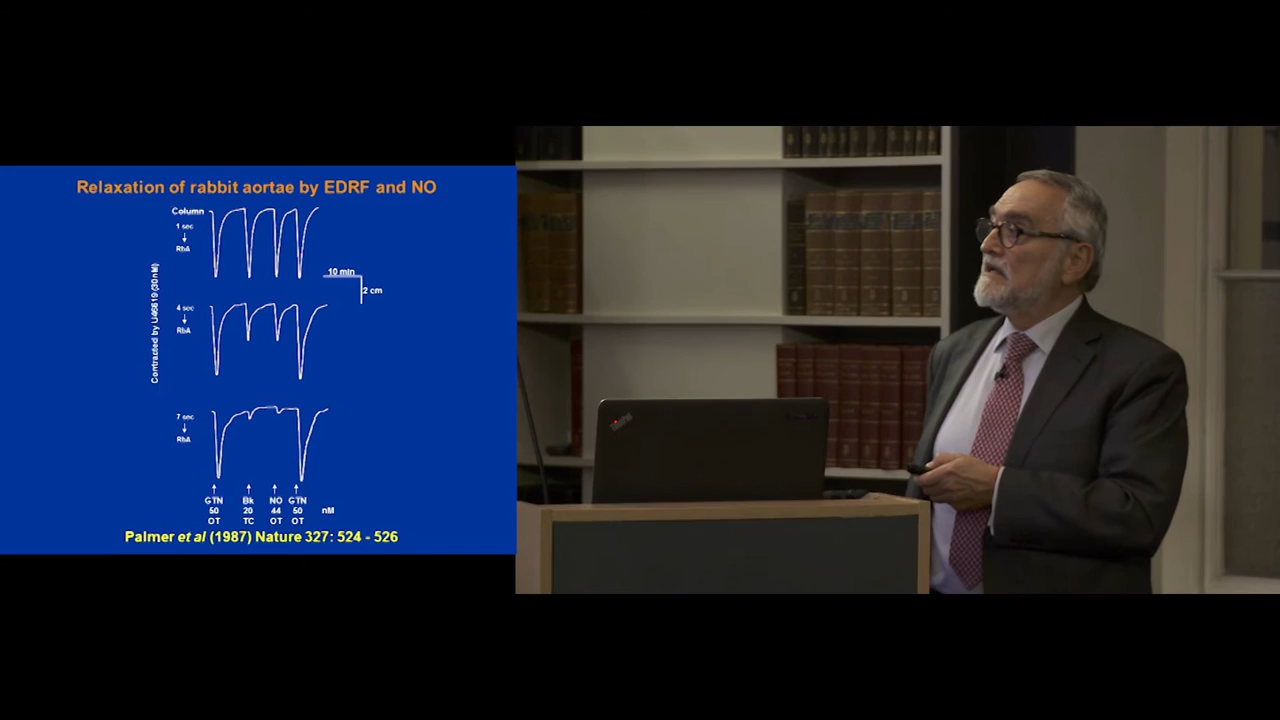 Relaxation of rabbit aortae by EDRF and NO
Column
1 sec
RbA
10 min
2 cm
Contracted by U46619 (30nM)
4 sec
RbA
7 sec
RbA
GTN Bk NO GTN
50 20 44 50 nM
OT TC OT OT
Palmer et al (1987) Nature 327: 524 - 526